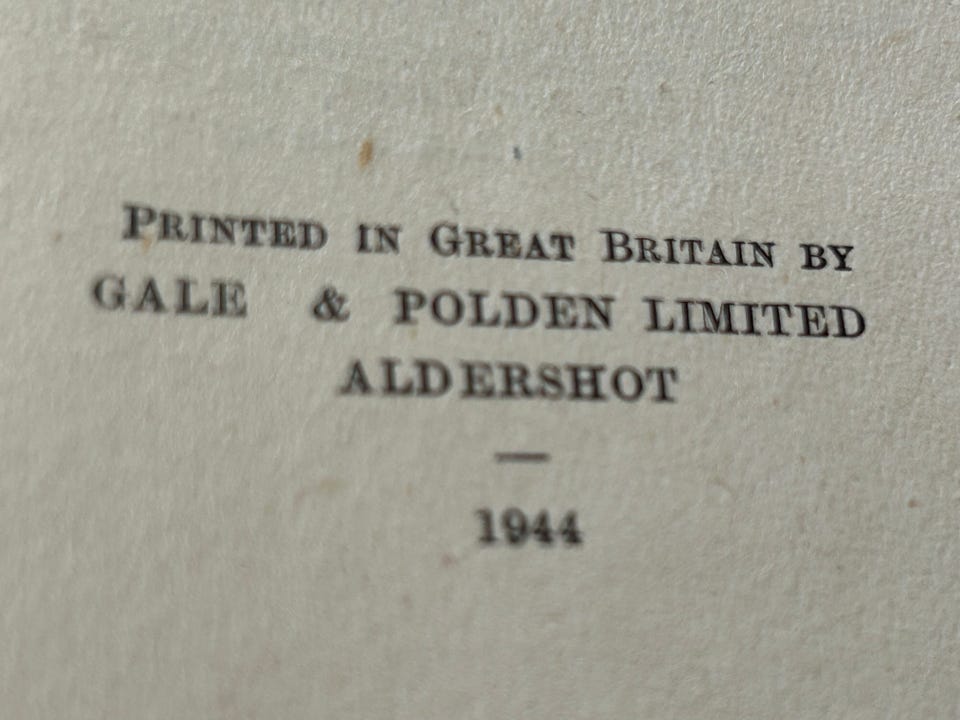 Printed in Great Britain by
GALE & POLDEN LIMITED
ALDERSHOT
—
1944